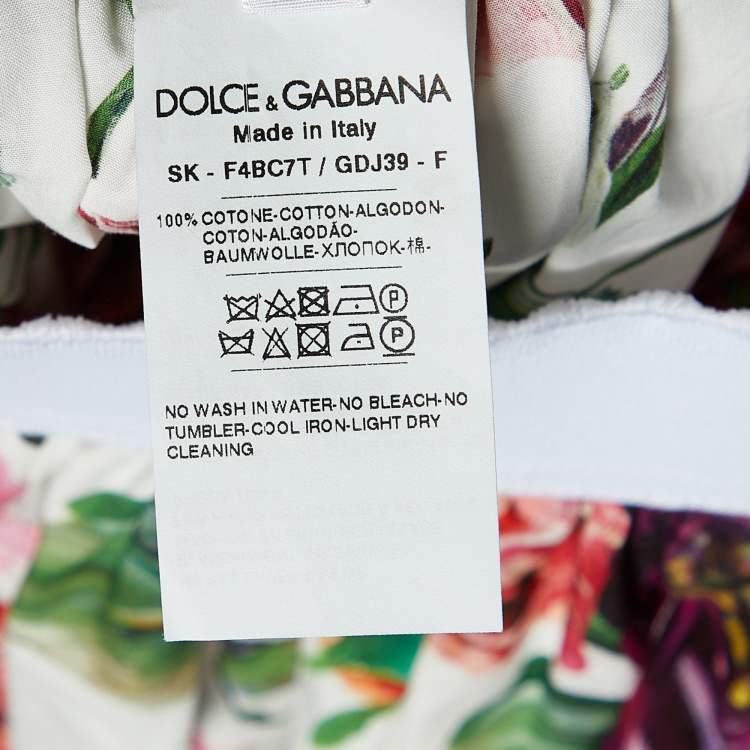 DOLCE & GABBANA
Made in Italy
SK - F4BC7T / GDJ39 - F
100% COTONE-COTTON-ALGODON-
COTON-ALGODÃO-
BAUMWOLLE-ХЛОПОК-棉-
P
P
NO WASH IN WATER-NO BLEACH-NO
TUMBLER-COOL IRON-LIGHT DRY
CLEANING